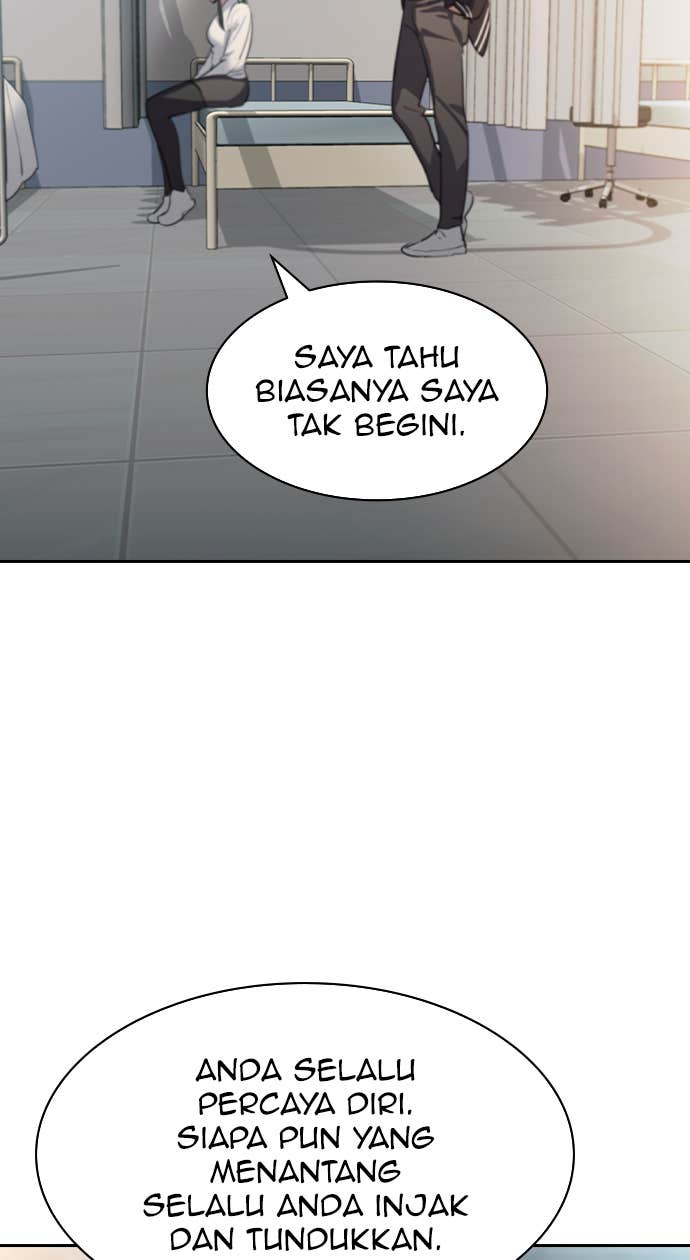 SAYA TAHU
BIASANYA SAYA
TAK BEGINI.
ANDA SELALU
PERCAYA DIRI.
SIAPA PUN YANG
MENANTANG
SELALU ANDA INJAK
DAN TUNDUKKAN.